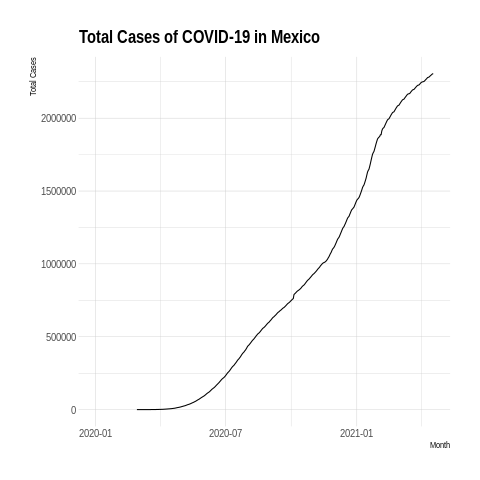 Total Cases of COVID-19 in Mexico
Total Cases
2000000
1500000
1000000
500000
0
2020-01 2020-07 2021-01
Month